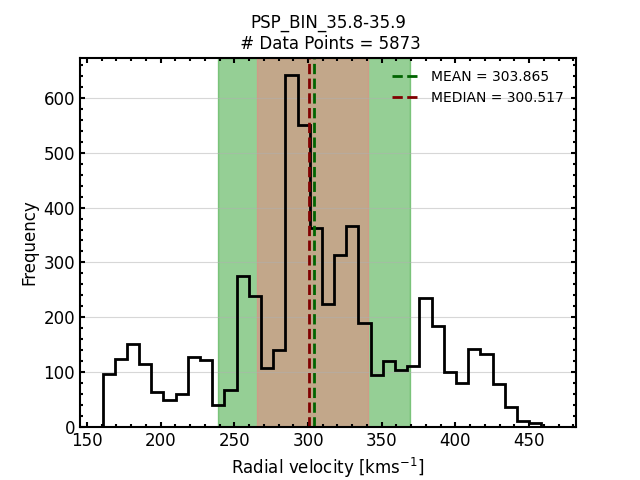 PSP_BIN_35.8-35.9
# Data Points = 5873
MEAN = 303.865
MEDIAN = 300.517
Frequency
600
500
400
300
200
100
0
150 200 250 300 350 400 450
Radial velocity [kms⁻¹]